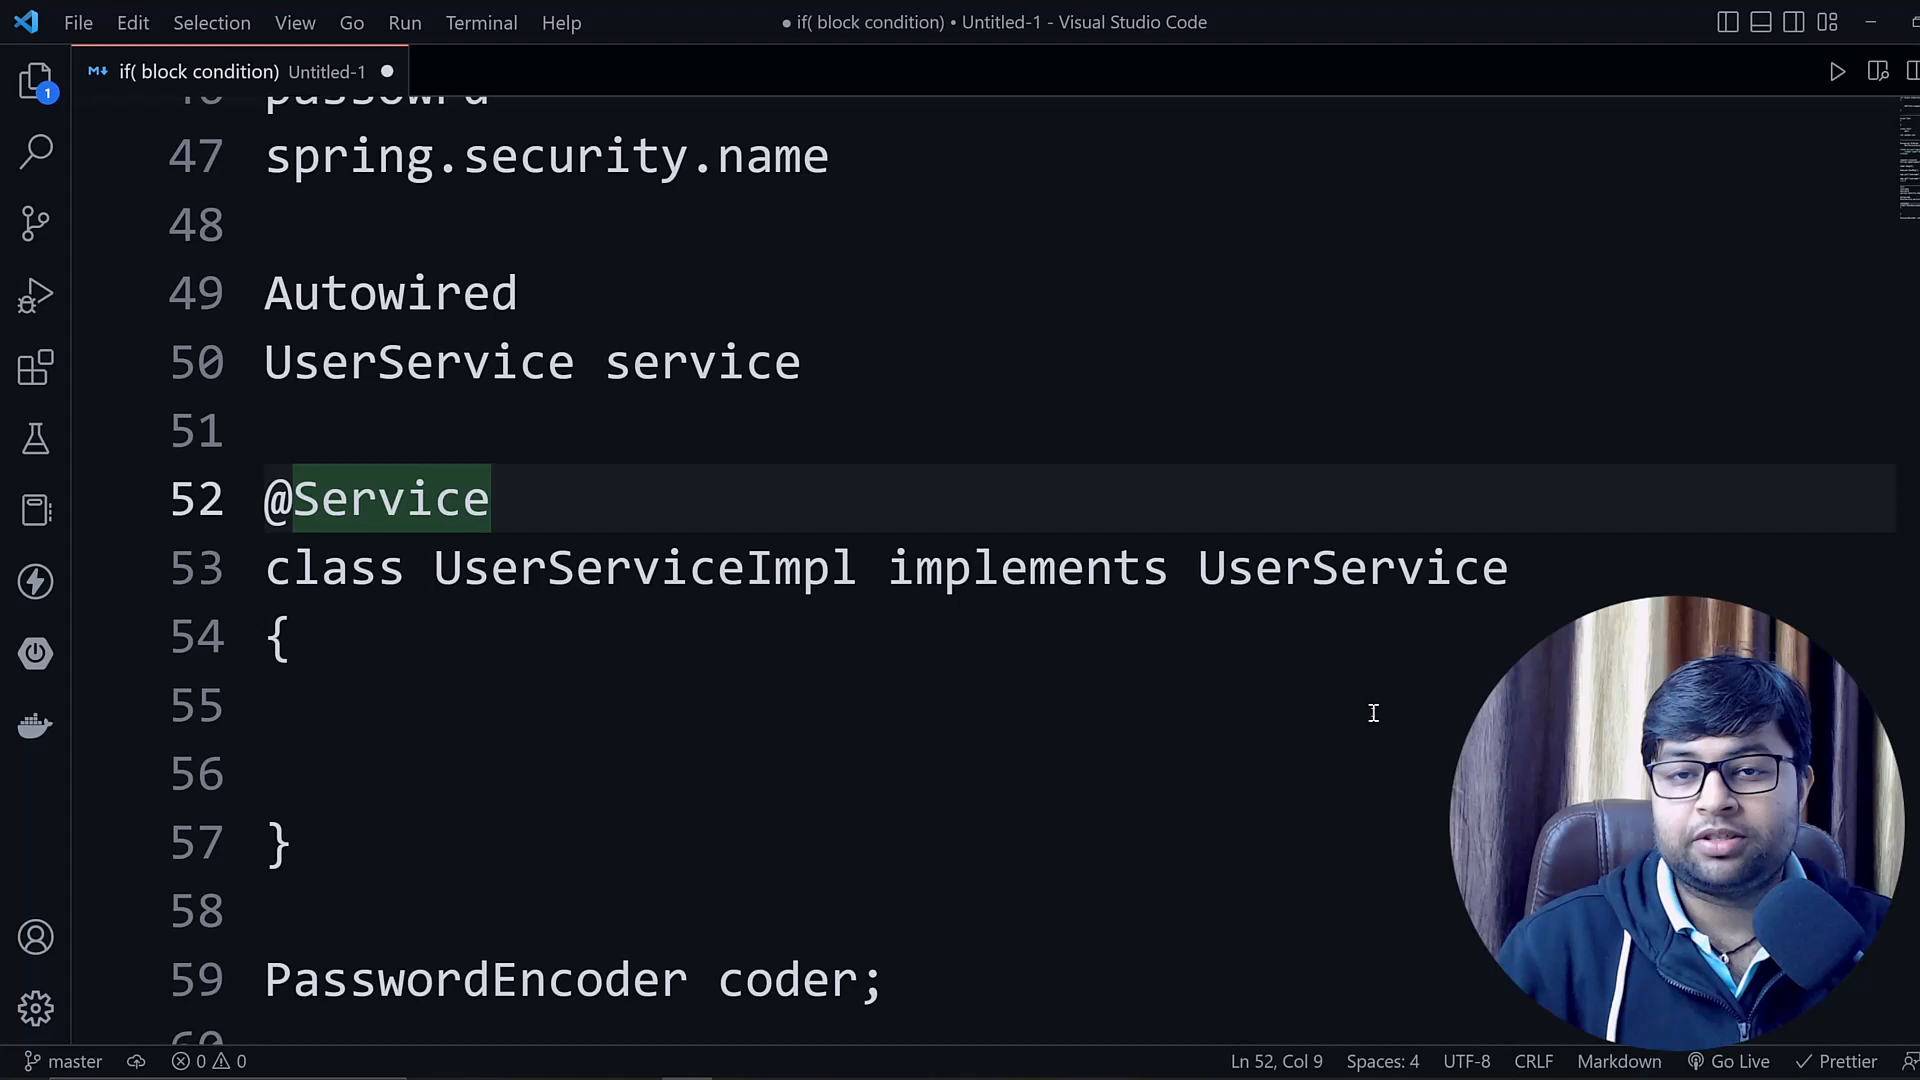 File Edit Selection View Go Run Terminal Help
● if( block condition) • Untitled-1 - Visual Studio Code
if( block condition) Untitled-1
1
47 spring.security.name
48
49 Autowired
50 UserService service
51
52 @Service
53 class UserServiceImpl implements UserService
54 {
55
56
57 }
58
59 PasswordEncoder coder;
master 0 0 Ln 52, Col 9 Spaces: 4 UTF-8 CRLF Markdown Go Live Prettier